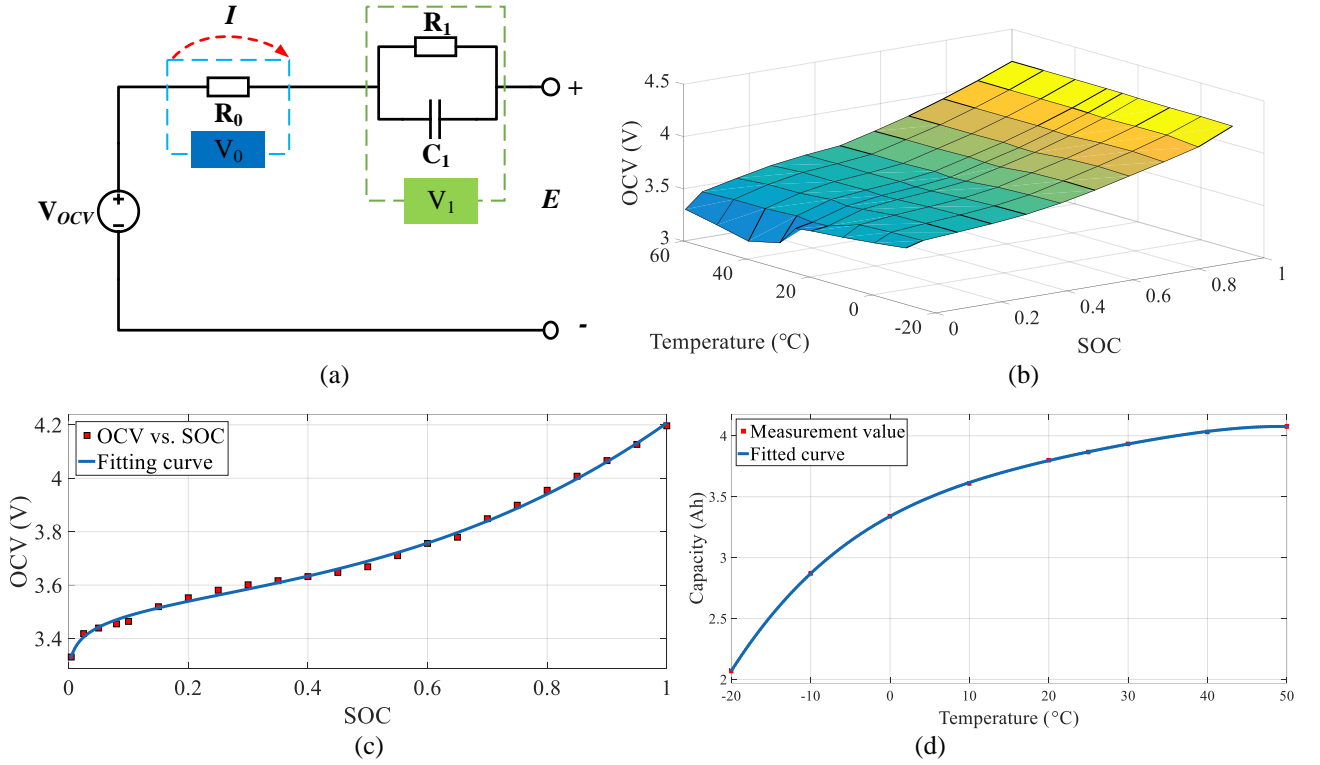 I
R₀
V₀
R₁
C₁
V₁
V_OCV
+
−
+
E
-
(a)
4.5
4
3.5
3
OCV (V)
60
40
20
0
-20
Temperature (°C)
0
0.2
0.4
0.6
0.8
1
SOC
(b)
OCV vs. SOC
Fitting curve
4.2
4
3.8
3.6
3.4
OCV (V)
0
0.2
0.4
0.6
0.8
1
SOC
(c)
Measurement value
Fitted curve
4
3.5
3
2.5
2
Capacity (Ah)
-20
-10
0
10
20
30
40
50
Temperature (°C)
(d)